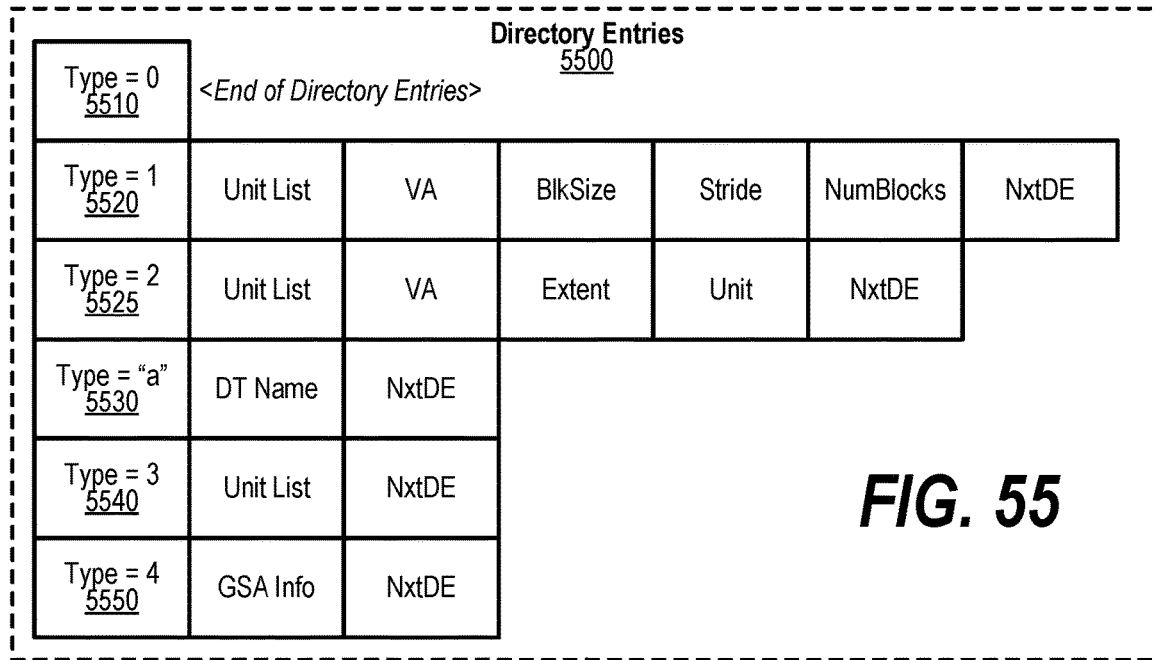 Directory Entries
5500
Type = 0
5510
<End of Directory Entries>
Type = 1
5520
Unit List
VA
BlkSize
Stride
NumBlocks
NxtDE
Type = 2
5525
Unit List
VA
Extent
Unit
NxtDE
Type = “a”
5530
DT Name
NxtDE
Type = 3
5540
Unit List
NxtDE
Type = 4
5550
GSA Info
NxtDE
FIG. 55